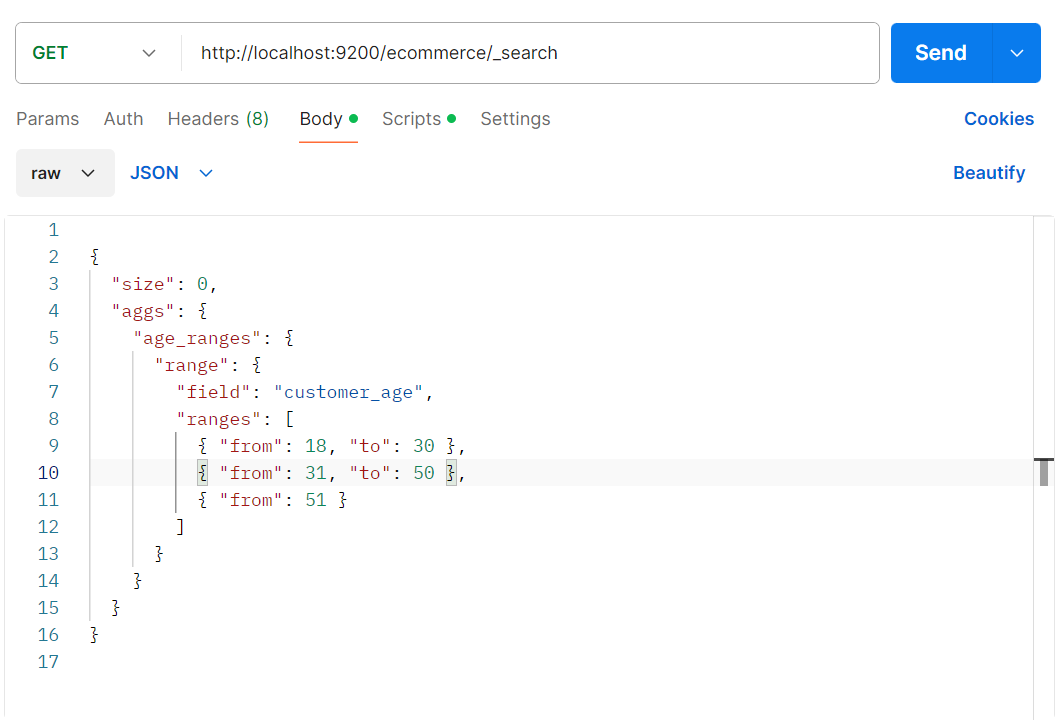 GET http://localhost:9200/ecommerce/_search Send
Params Auth Headers (8) Body Scripts Settings Cookies
raw JSON Beautify
1
2 {
3 "size": 0,
4 "aggs": {
5 "age_ranges": {
6 "range": {
7 "field": "customer_age",
8 "ranges": [
9 { "from": 18, "to": 30 },
10 { "from": 31, "to": 50 },
11 { "from": 51 }
12 ]
13 }
14 }
15 }
16 }
17